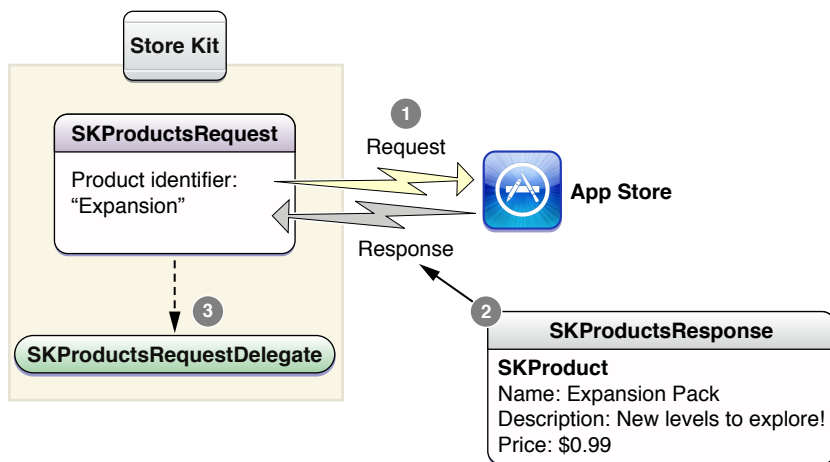 Store Kit
SKProductsRequest
Product identifier:
“Expansion”
1
Request
App Store
Response
2
3
SKProductsRequestDelegate
SKProductsResponse
SKProduct
Name: Expansion Pack
Description: New levels to explore!
Price: $0.99